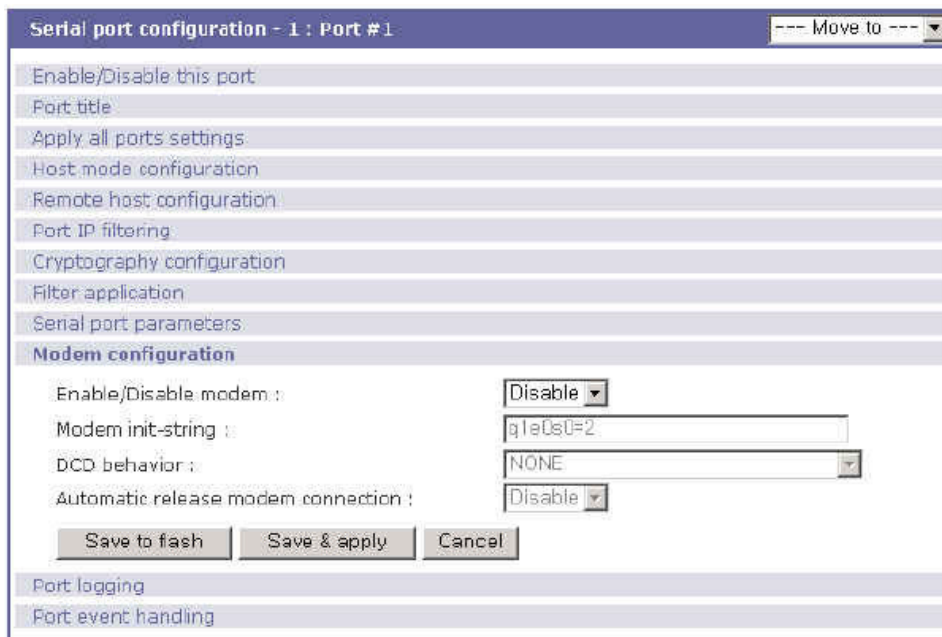 Serial port configuration - 1 : Port #1
--- Move to ---
Enable/Disable this port
Port title
Apply all ports settings
Host mode configuration
Remote host configuration
Port IP filtering
Cryptography configuration
Filter application
Serial port parameters
Modem configuration
Enable/Disable modem : Disable
Modem init-string : q1e0s0=2
DCD behavior : NONE
Automatic release modem connection : Disable
Save to flash Save & apply Cancel
Port logging
Port event handling